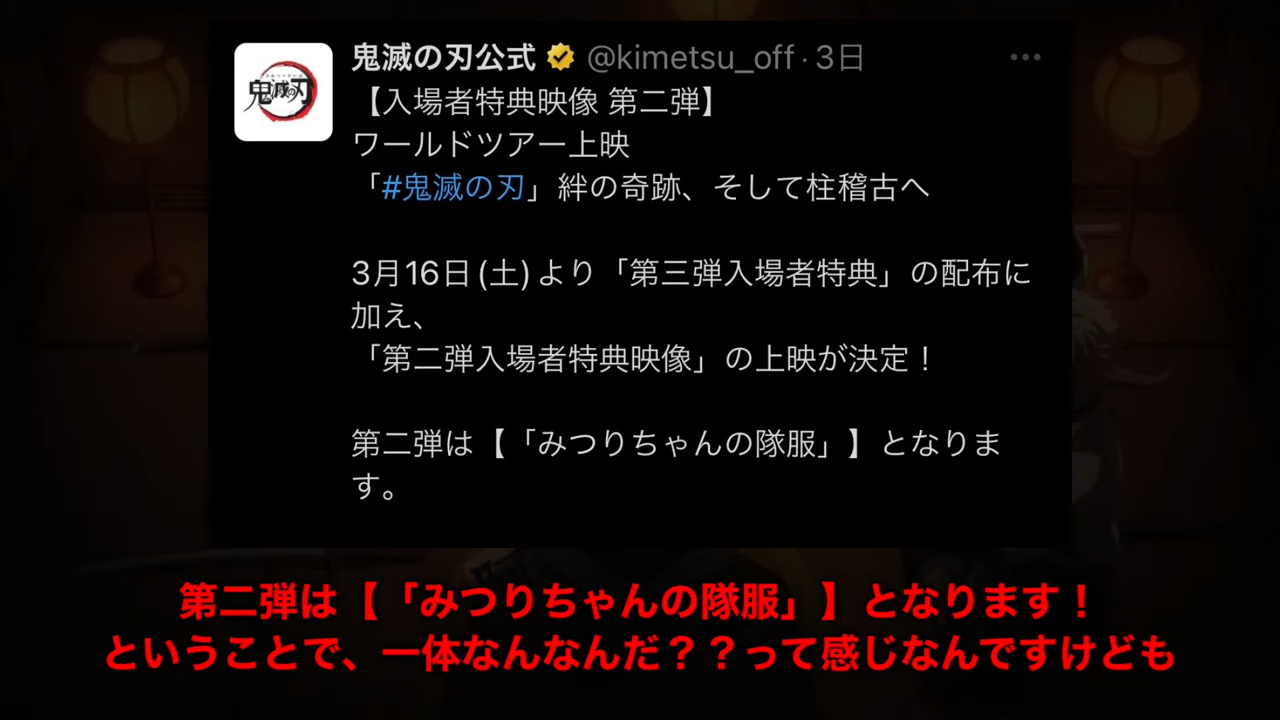 鬼滅の刃
鬼滅の刃公式 @kimetsu_off · 3日
【入場者特典映像 第二弾】
ワールドツアー上映
「#鬼滅の刃」絆の奇跡、そして柱稽古へ
3月16日(土)より「第三弾入場者特典」の配布に
加え、
「第二弾入場者特典映像」の上映が決定！
第二弾は【「みつりちゃんの隊服」】となりま
す。
第二弾は【「みつりちゃんの隊服」】となります！
ということで、一体なんなんだ？？って感じなんですけども